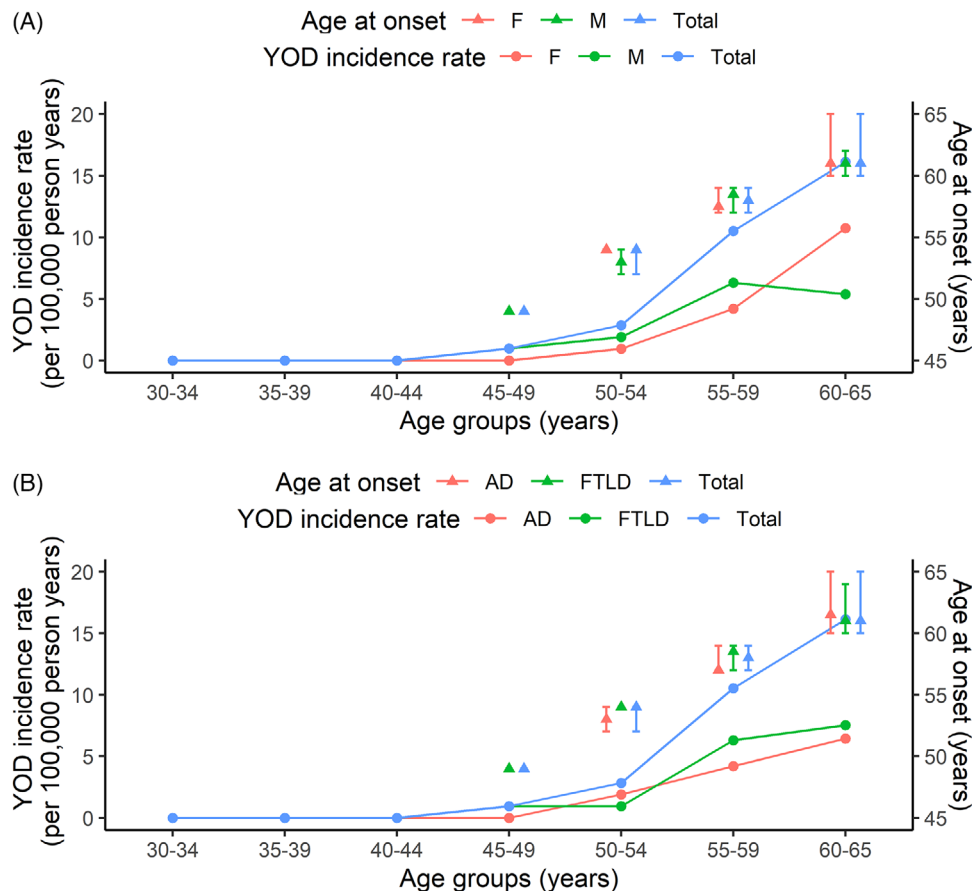 (A)
Age at onset F M Total
YOD incidence rate F M Total
YOD incidence rate
(per 100,000 person years)
20
15
10
5
0
65
60
55
50
45
Age at onset
(years)
30-34 35-39 40-44 45-49 50-54 55-59 60-65
Age groups (years)
(B)
Age at onset AD FTLD Total
YOD incidence rate AD FTLD Total
YOD incidence rate
(per 100,000 person years)
20
15
10
5
0
65
60
55
50
45
Age at onset
(years)
30-34 35-39 40-44 45-49 50-54 55-59 60-65
Age groups (years)